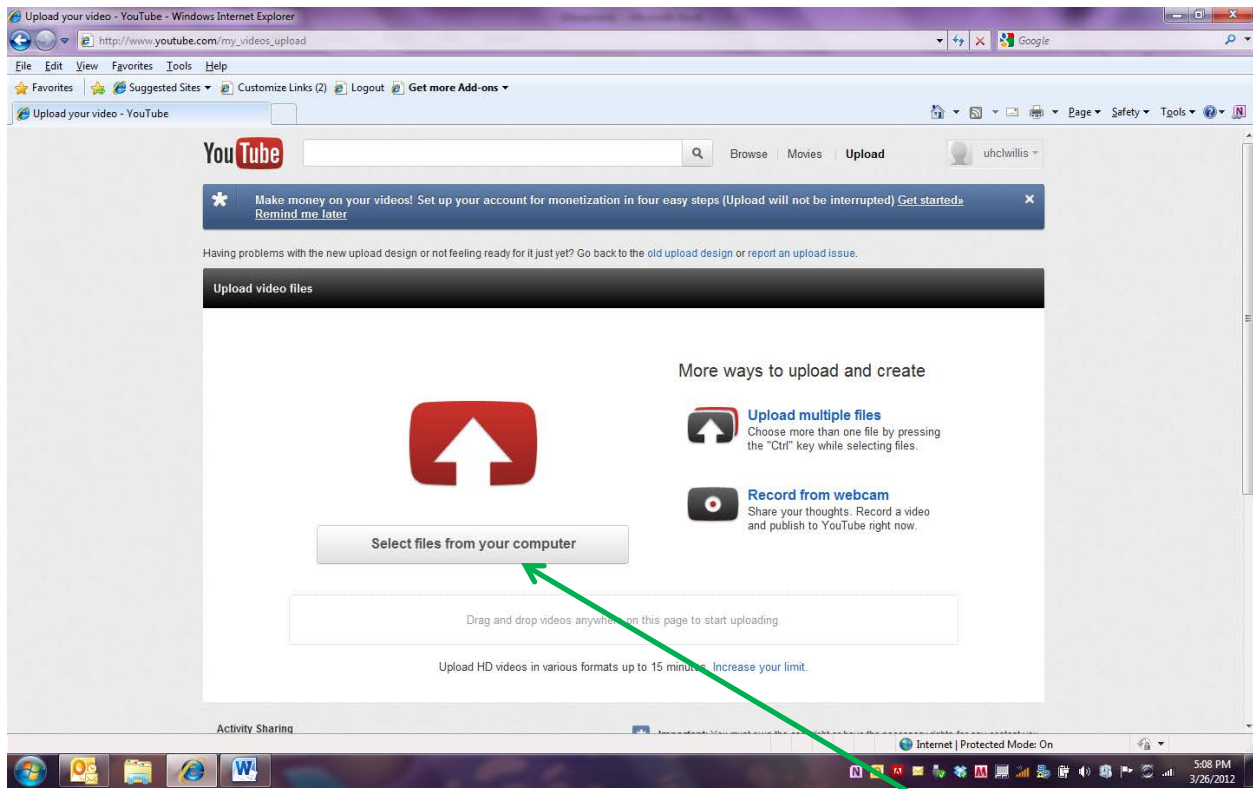 Upload your video - YouTube - Windows Internet Explorer
http://www.youtube.com/my_videos_upload
Google
File Edit View Favorites Tools Help
Favorites Suggested Sites Customize Links (2) Logout Get more Add-ons
Upload your video - YouTube
Page Safety Tools
YouTube
Browse Movies Upload uhclwillis
Make money on your videos! Set up your account for monetization in four easy steps (Upload will not be interrupted) Get started»
Remind me later
Having problems with the new upload design or not feeling ready for it just yet? Go back to the old upload design or report an upload issue.
Upload video files
More ways to upload and create
Upload multiple files
Choose more than one file by pressing
the "Ctrl" key while selecting files.
Record from webcam
Share your thoughts. Record a video
and publish to YouTube right now.
Select files from your computer
Drag and drop videos anywhere on this page to start uploading.
Upload HD videos in various formats up to 15 minutes. Increase your limit.
Activity Sharing
Internet | Protected Mode: On
5:08 PM
3/26/2012